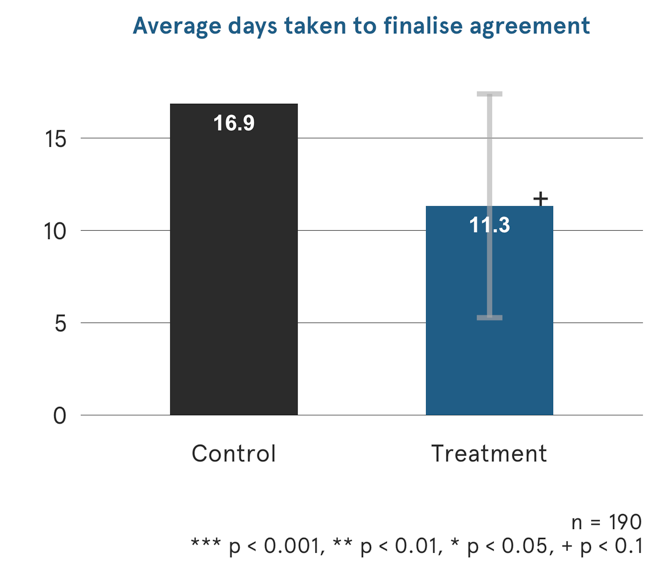 Average days taken to finalise agreement
15
10
5
0
16.9
11.3
+
Control
Treatment
n = 190
*** p < 0.001, ** p < 0.01, * p < 0.05, + p < 0.1